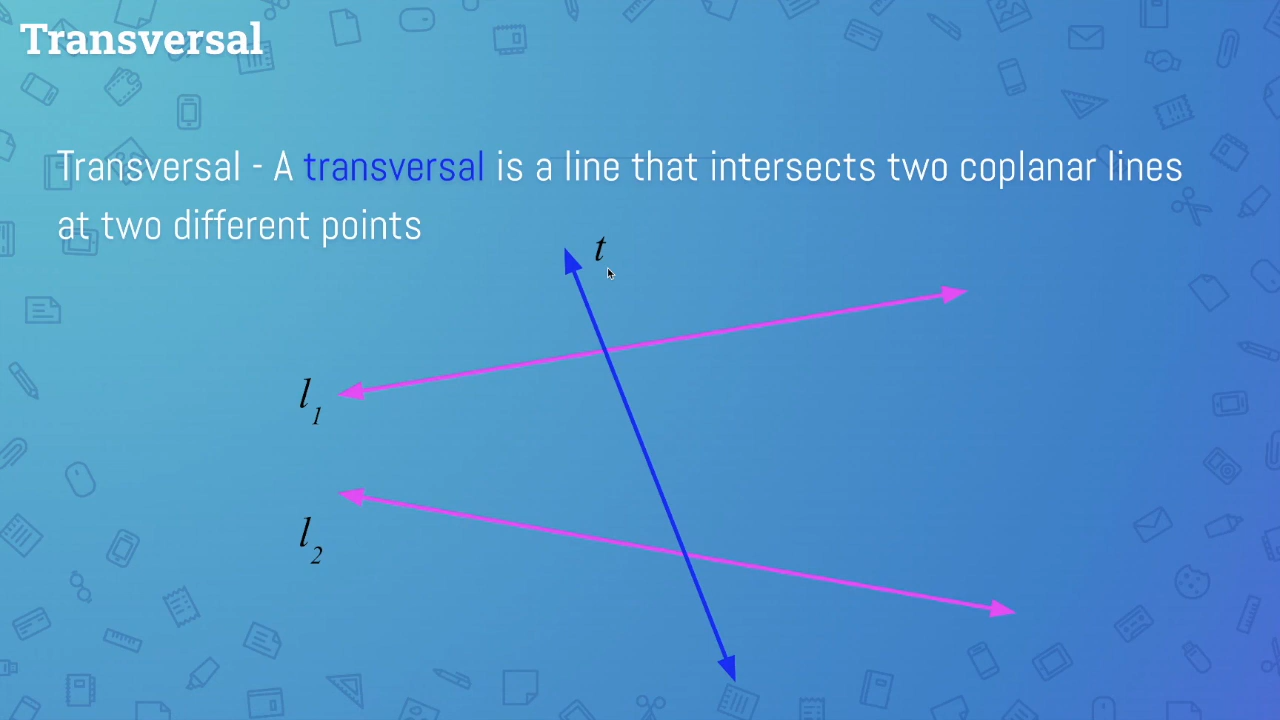 Transversal
Transversal - A transversal is a line that intersects two coplanar lines
at two different points
t
l1
l2